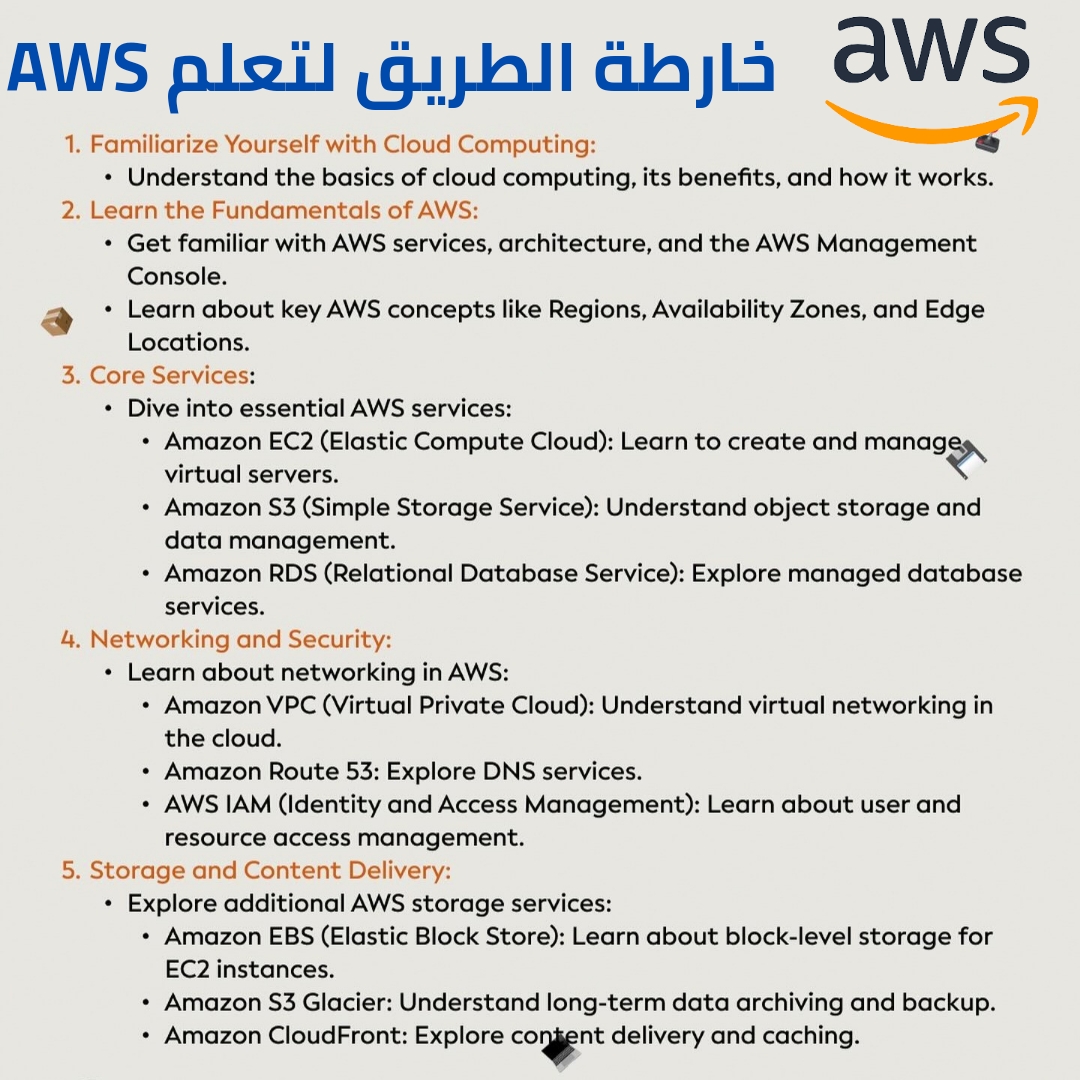 خارطة الطريق لتعلم AWS
aws
1. Familiarize Yourself with Cloud Computing:
• Understand the basics of cloud computing, its benefits, and how it works.
2. Learn the Fundamentals of AWS:
• Get familiar with AWS services, architecture, and the AWS Management
Console.
• Learn about key AWS concepts like Regions, Availability Zones, and Edge
Locations.
3. Core Services:
• Dive into essential AWS services:
• Amazon EC2 (Elastic Compute Cloud): Learn to create and manage
virtual servers.
• Amazon S3 (Simple Storage Service): Understand object storage and
data management.
• Amazon RDS (Relational Database Service): Explore managed database
services.
4. Networking and Security:
• Learn about networking in AWS:
• Amazon VPC (Virtual Private Cloud): Understand virtual networking in
the cloud.
• Amazon Route 53: Explore DNS services.
• AWS IAM (Identity and Access Management): Learn about user and
resource access management.
5. Storage and Content Delivery:
• Explore additional AWS storage services:
• Amazon EBS (Elastic Block Store): Learn about block-level storage for
EC2 instances.
• Amazon S3 Glacier: Understand long-term data archiving and backup.
• Amazon CloudFront: Explore content delivery and caching.